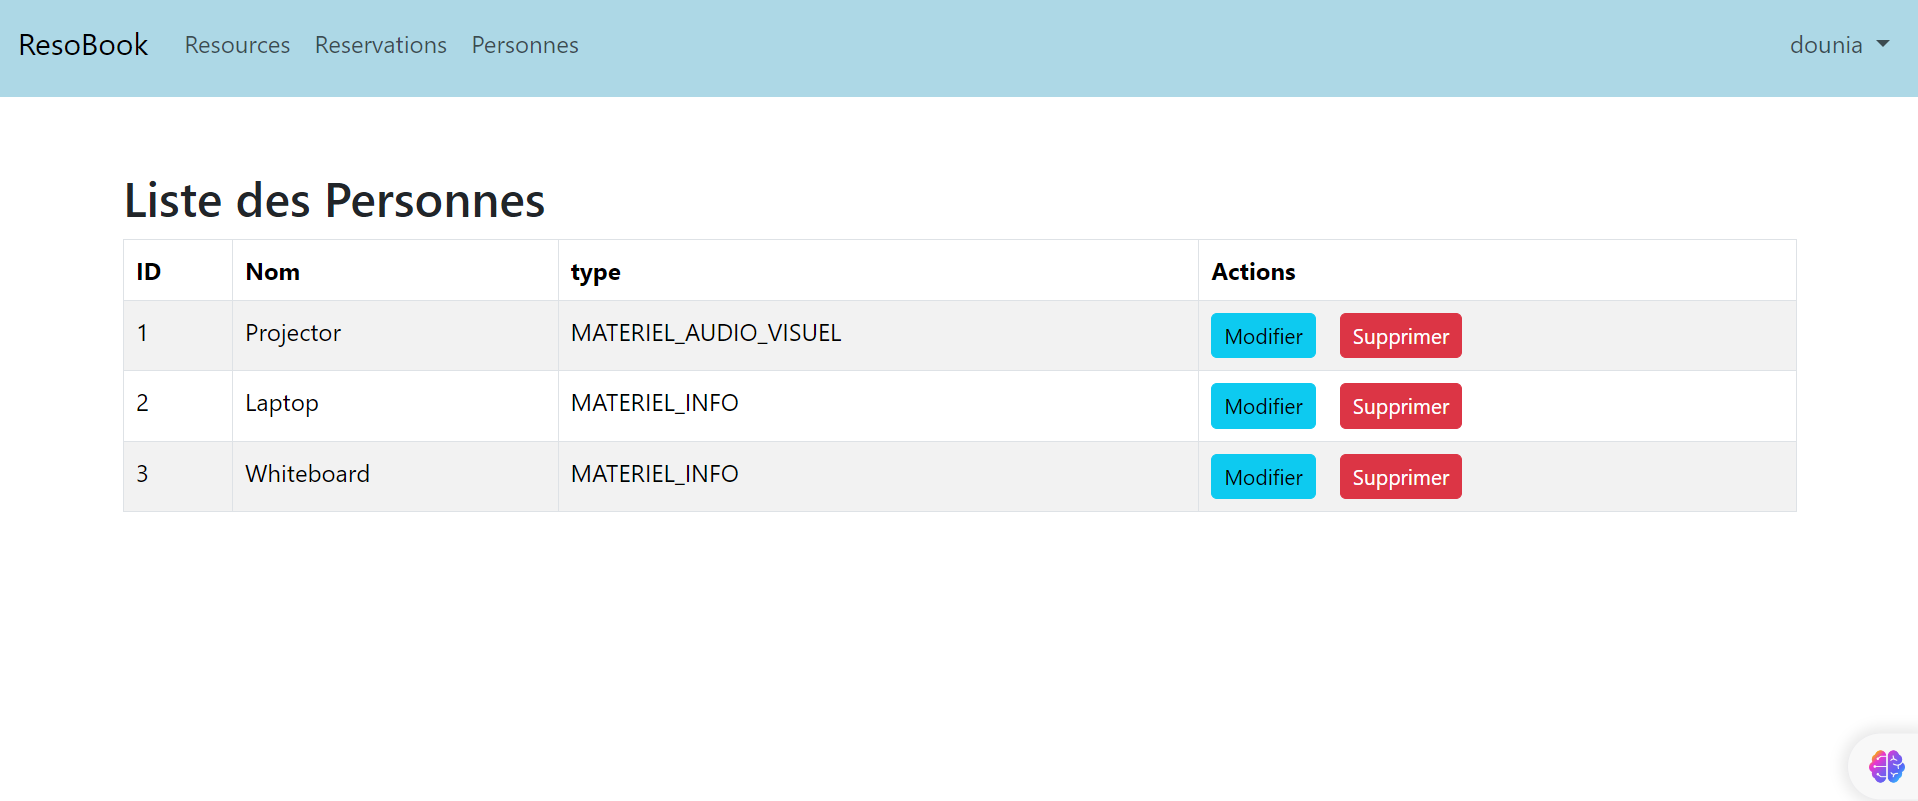 ResoBook Resources Reservations Personnes dounia
Liste des Personnes
ID Nom type Actions
1 Projector MATERIEL_AUDIO_VISUEL Modifier Supprimer
2 Laptop MATERIEL_INFO Modifier Supprimer
3 Whiteboard MATERIEL_INFO Modifier Supprimer